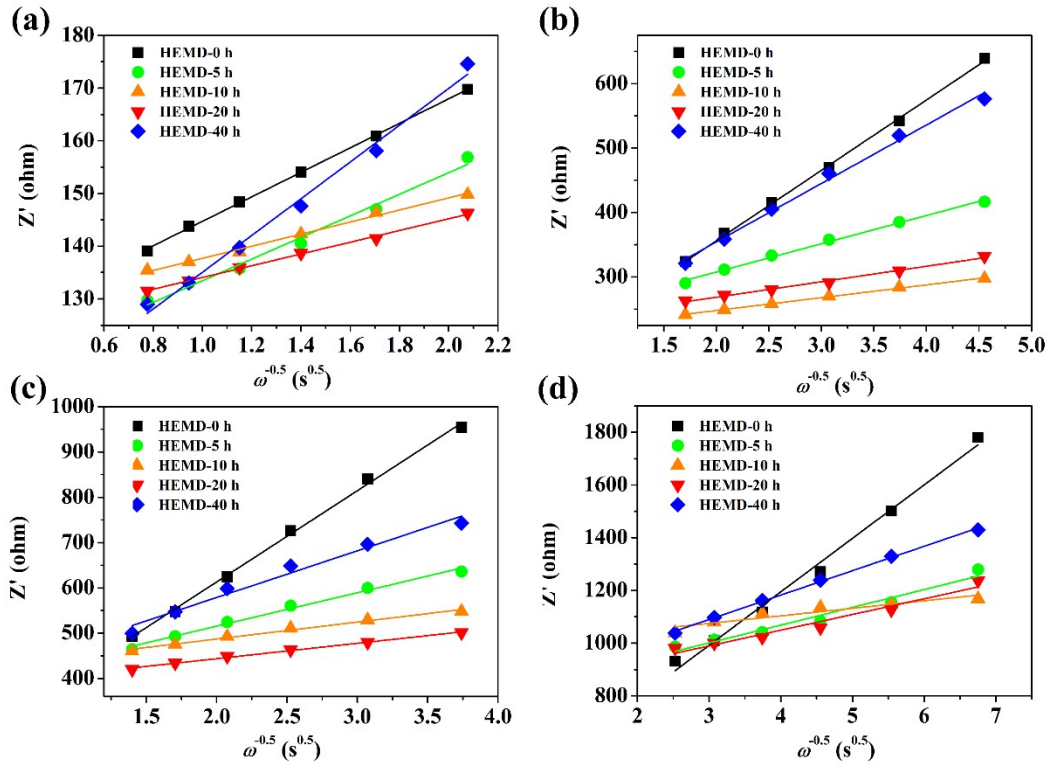 (a)
180
170
160
150
140
130
Z' (ohm)
HEMD-0 h
HEMD-5 h
HEMD-10 h
IIEMD-20 h
HEMD-40 h
0.6 0.8 1.0 1.2 1.4 1.6 1.8 2.0 2.2
ω^-0.5 (s^0.5)
(b)
600
500
400
300
Z' (ohm)
HEMD-0 h
HEMD-5 h
HEMD-10 h
HEMD-20 h
HEMD-40 h
1.5 2.0 2.5 3.0 3.5 4.0 4.5 5.0
ω^-0.5 (s^0.5)
(c)
1000
900
800
700
600
500
400
Z' (ohm)
HEMD-0 h
HEMD-5 h
HEMD-10 h
HEMD-20 h
HEMD-40 h
1.5 2.0 2.5 3.0 3.5 4.0
ω^-0.5 (s^0.5)
(d)
1800
1600
1400
1200
1000
800
Z' (ohm)
HEMD-0 h
HEMD-5 h
HEMD-10 h
HEMD-20 h
HEMD-40 h
2 3 4 5 6 7
ω^-0.5 (s^0.5)